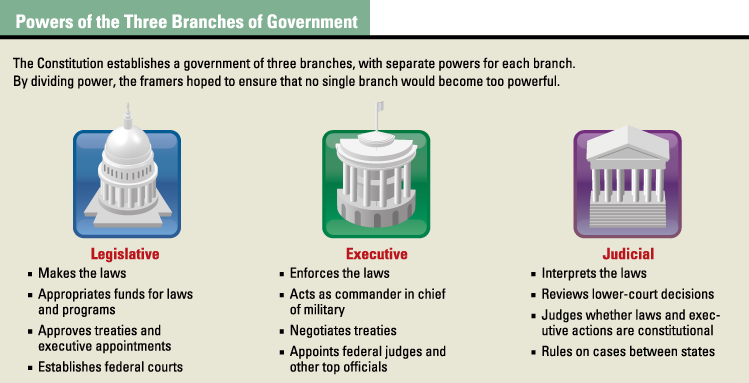 Powers of the Three Branches of Government
The Constitution establishes a government of three branches, with separate powers for each branch.
By dividing power, the framers hoped to ensure that no single branch would become too powerful.
Legislative
▪ Makes the laws
▪ Appropriates funds for laws
and programs
▪ Approves treaties and
executive appointments
▪ Establishes federal courts
Executive
▪ Enforces the laws
▪ Acts as commander in chief
of military
▪ Negotiates treaties
▪ Appoints federal judges and
other top officials
Judicial
▪ Interprets the laws
▪ Reviews lower-court decisions
▪ Judges whether laws and exec-
utive actions are constitutional
▪ Rules on cases between states